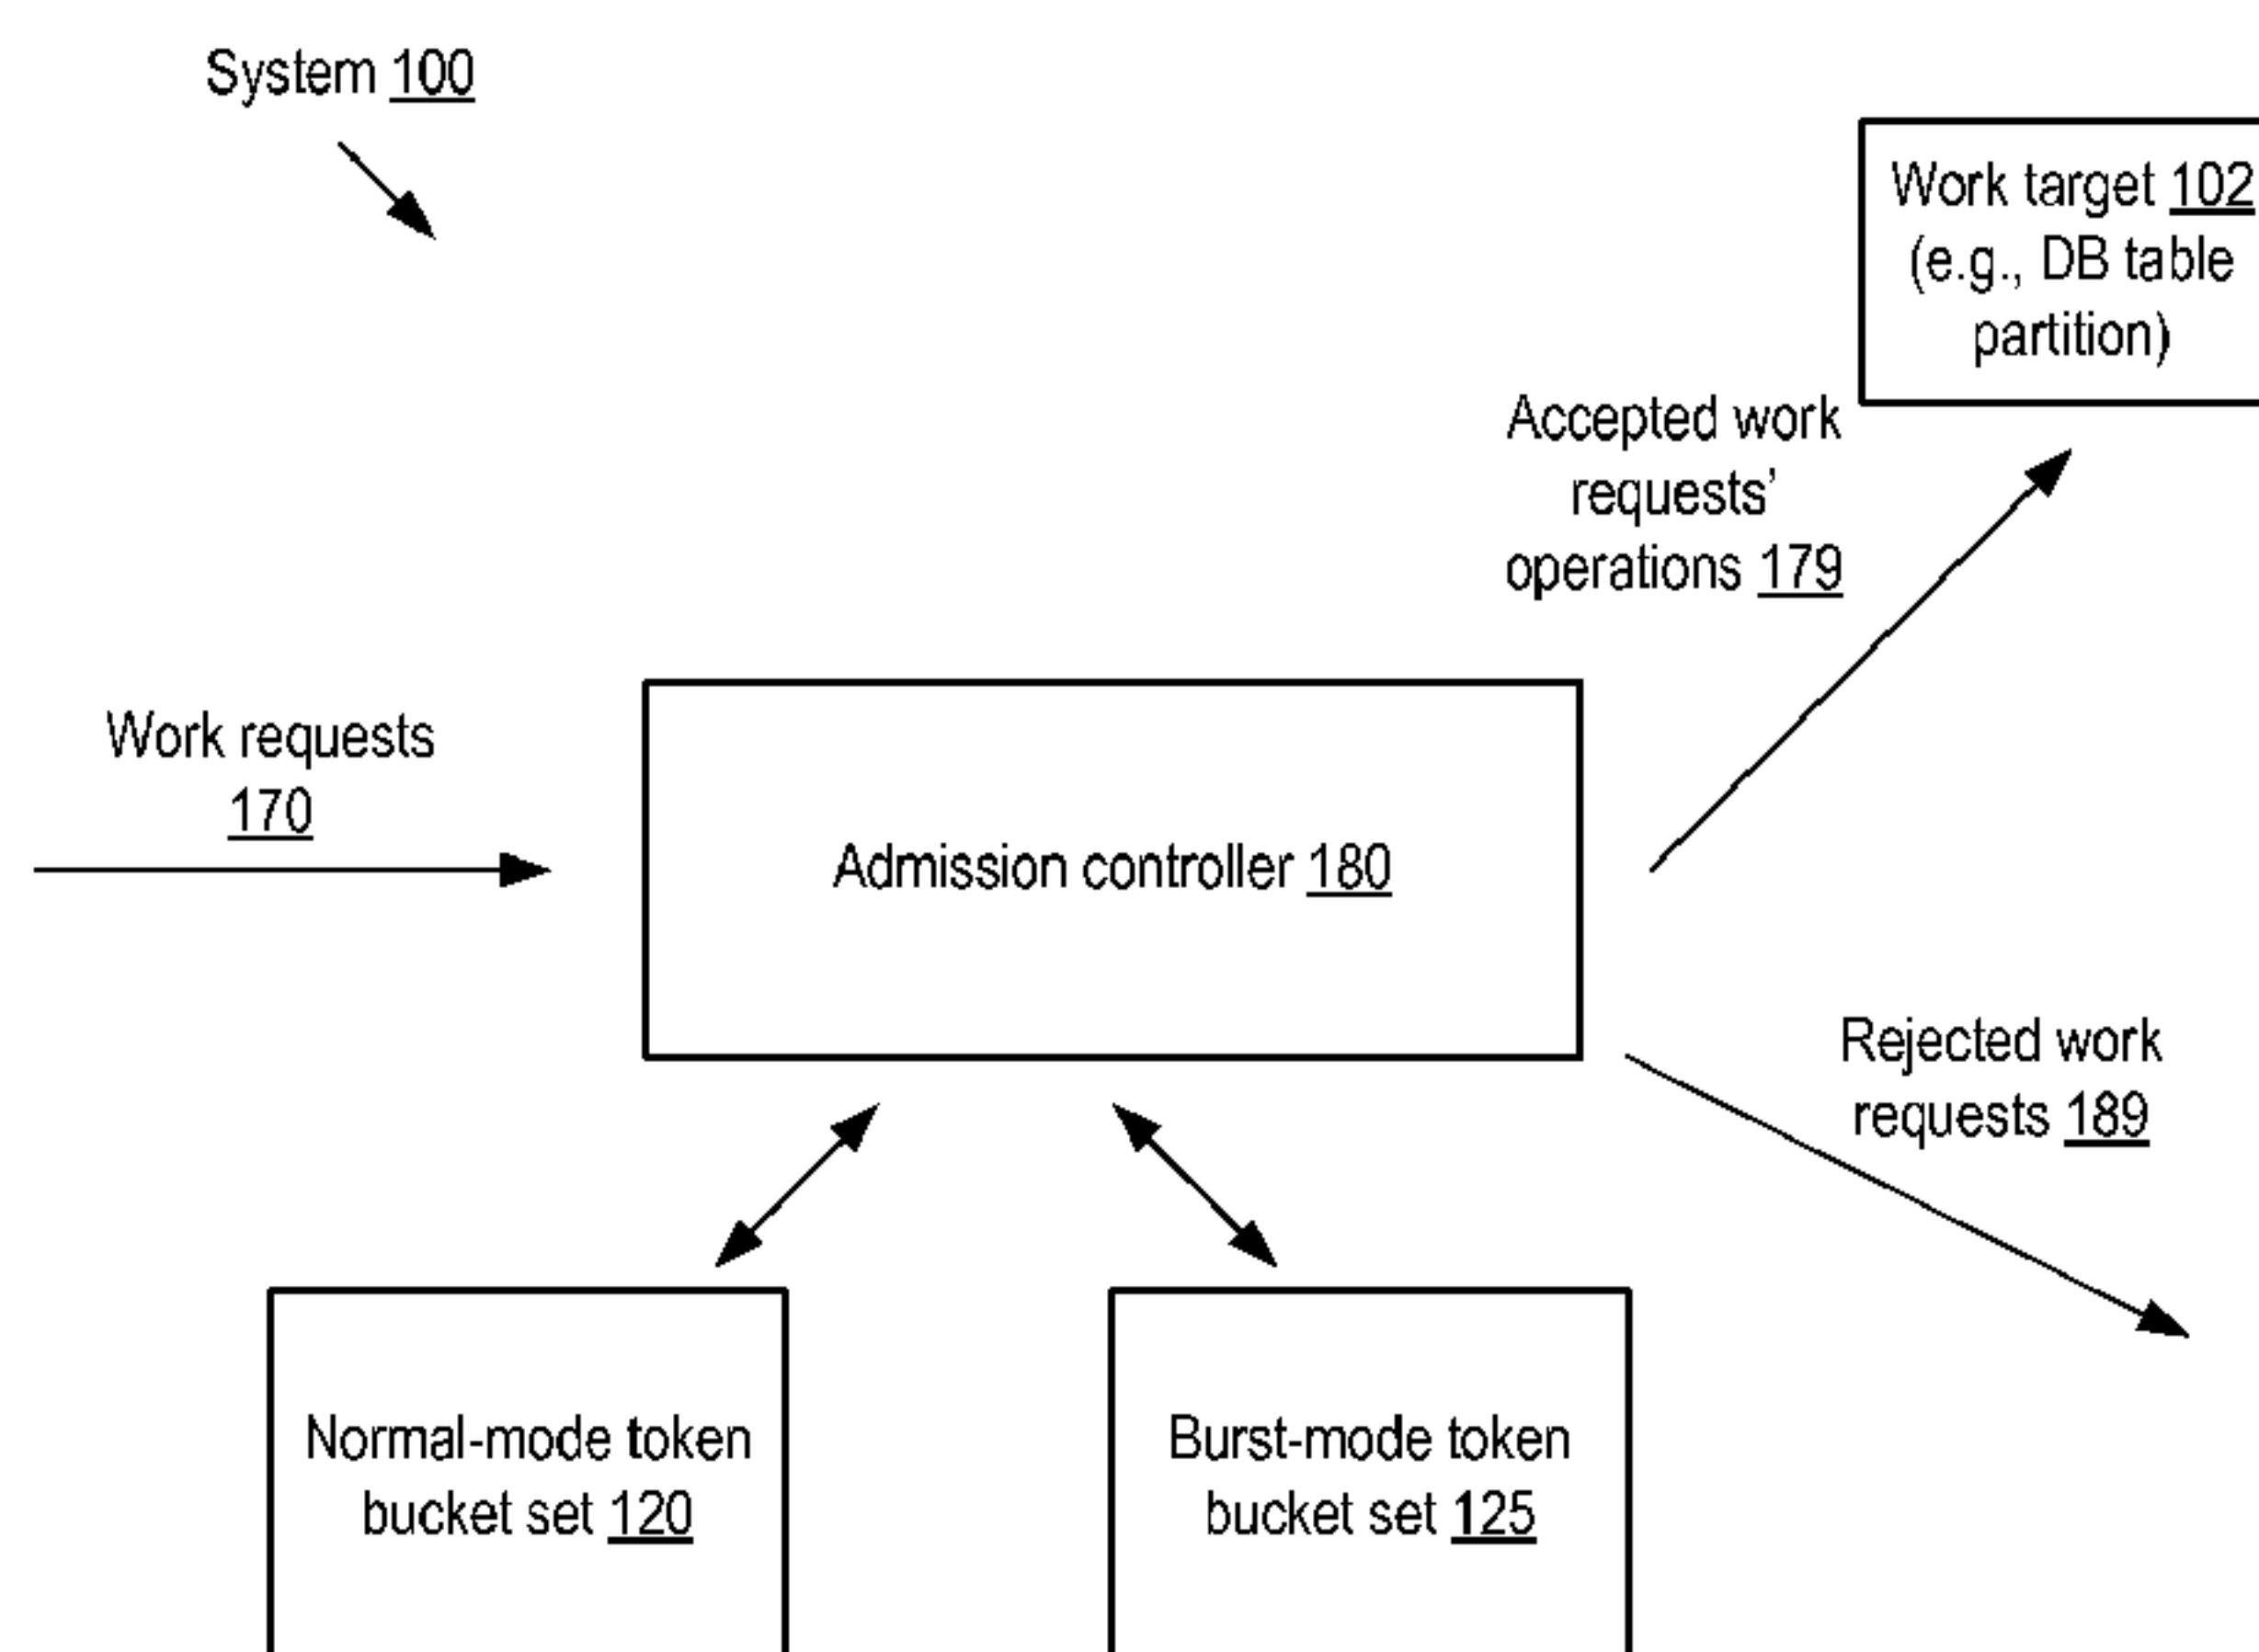 System 100
Work target 102
(e.g., DB table
partition)
Accepted work
requests’
operations 179
Work requests
170
Admission controller 180
Rejected work
requests 189
Normal-mode token
bucket set 120
Burst-mode token
bucket set 125